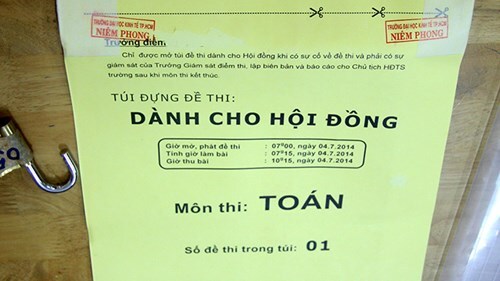 TRƯỜNG ĐẠI HỌC KINH TẾ TP.HCM
NIÊM PHONG
TRƯỜNG ĐẠI HỌC KINH TẾ TP.HCM
NIÊM PHONG
Trưởng điểm.
Chỉ được mở túi đề thi dành cho Hội đồng khi có sự cố về đề thi và phải có sự
giám sát của Trưởng Giám sát điểm thi, lập biên bản và báo cáo cho Chủ tịch HĐTS
trường sau khi môn thi kết thúc.
TÚI ĐỰNG ĐỀ THI:
DÀNH CHO HỘI ĐỒNG
Giờ mở, phát đề thi : 07g00, ngày 04.7.2014
Tính giờ làm bài : 07g15, ngày 04.7.2014
Giờ thu bài : 10g15, ngày 04.7.2014
Môn thi: TOÁN
Số đề thi trong túi: 01